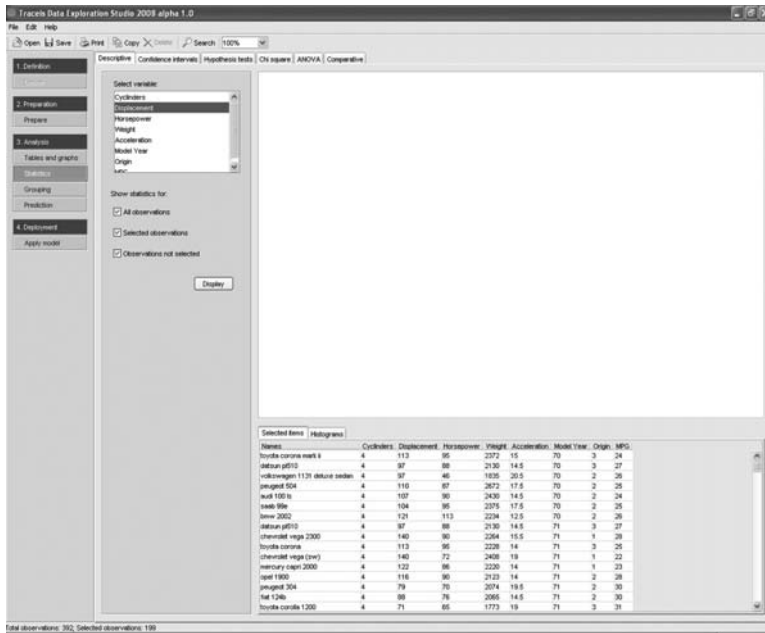 Traceis Data Exploration Studio 2009 alpha 1.0
File Edit Help
Open Save Print Copy Delete Search 100%
1. Definition
Descriptive Confidence intervals Hypothesis tests Chi square ANOVA Comparative
2. Preparation
Prepare
3. Analysis
Tables and graphs
Statistics
Grouping
Prediction
4. Deployment
Apply model
Select variable:
Cyclinders
Displacement
Horsepower
Weight
Acceleration
Model Year
Origin
MPG
Show statistics for:
All observations
Selected observations
Observations not selected
Display
Selected items Histograms
Names Cyclinders Displacement Horsepower Weight Acceleration Model Year Origin MPG
toyota corona mark ii 4 113 95 2372 15 70 3 24
datsun pl510 4 97 88 2130 14.5 70 3 27
volkswagen 1131 deluxe sedan 4 97 46 1835 20.5 70 2 26
peugeot 504 4 110 87 2672 17.5 70 2 25
audi 100 ls 4 107 90 2430 14.5 70 2 24
saab 99e 4 104 95 2375 17.5 70 2 25
bmw 2002 4 121 113 2234 12.5 70 2 26
datsun pl510 4 97 88 2130 14.5 71 3 27
chevrolet vega 2300 4 140 90 2264 15.5 71 1 28
toyota corona 4 113 95 2228 14 71 3 25
chevrolet vega (sw) 4 140 72 2408 19 71 1 22
mercury capri 2000 4 122 86 2220 14 71 1 23
opel 1900 4 116 90 2123 14 71 2 28
peugeot 304 4 79 70 2074 19.5 71 2 30
fiat 124b 4 88 76 2065 14.5 71 2 30
toyota corolla 1200 4 71 65 1773 19 71 3 31
Total observations: 392, Selected observations: 199